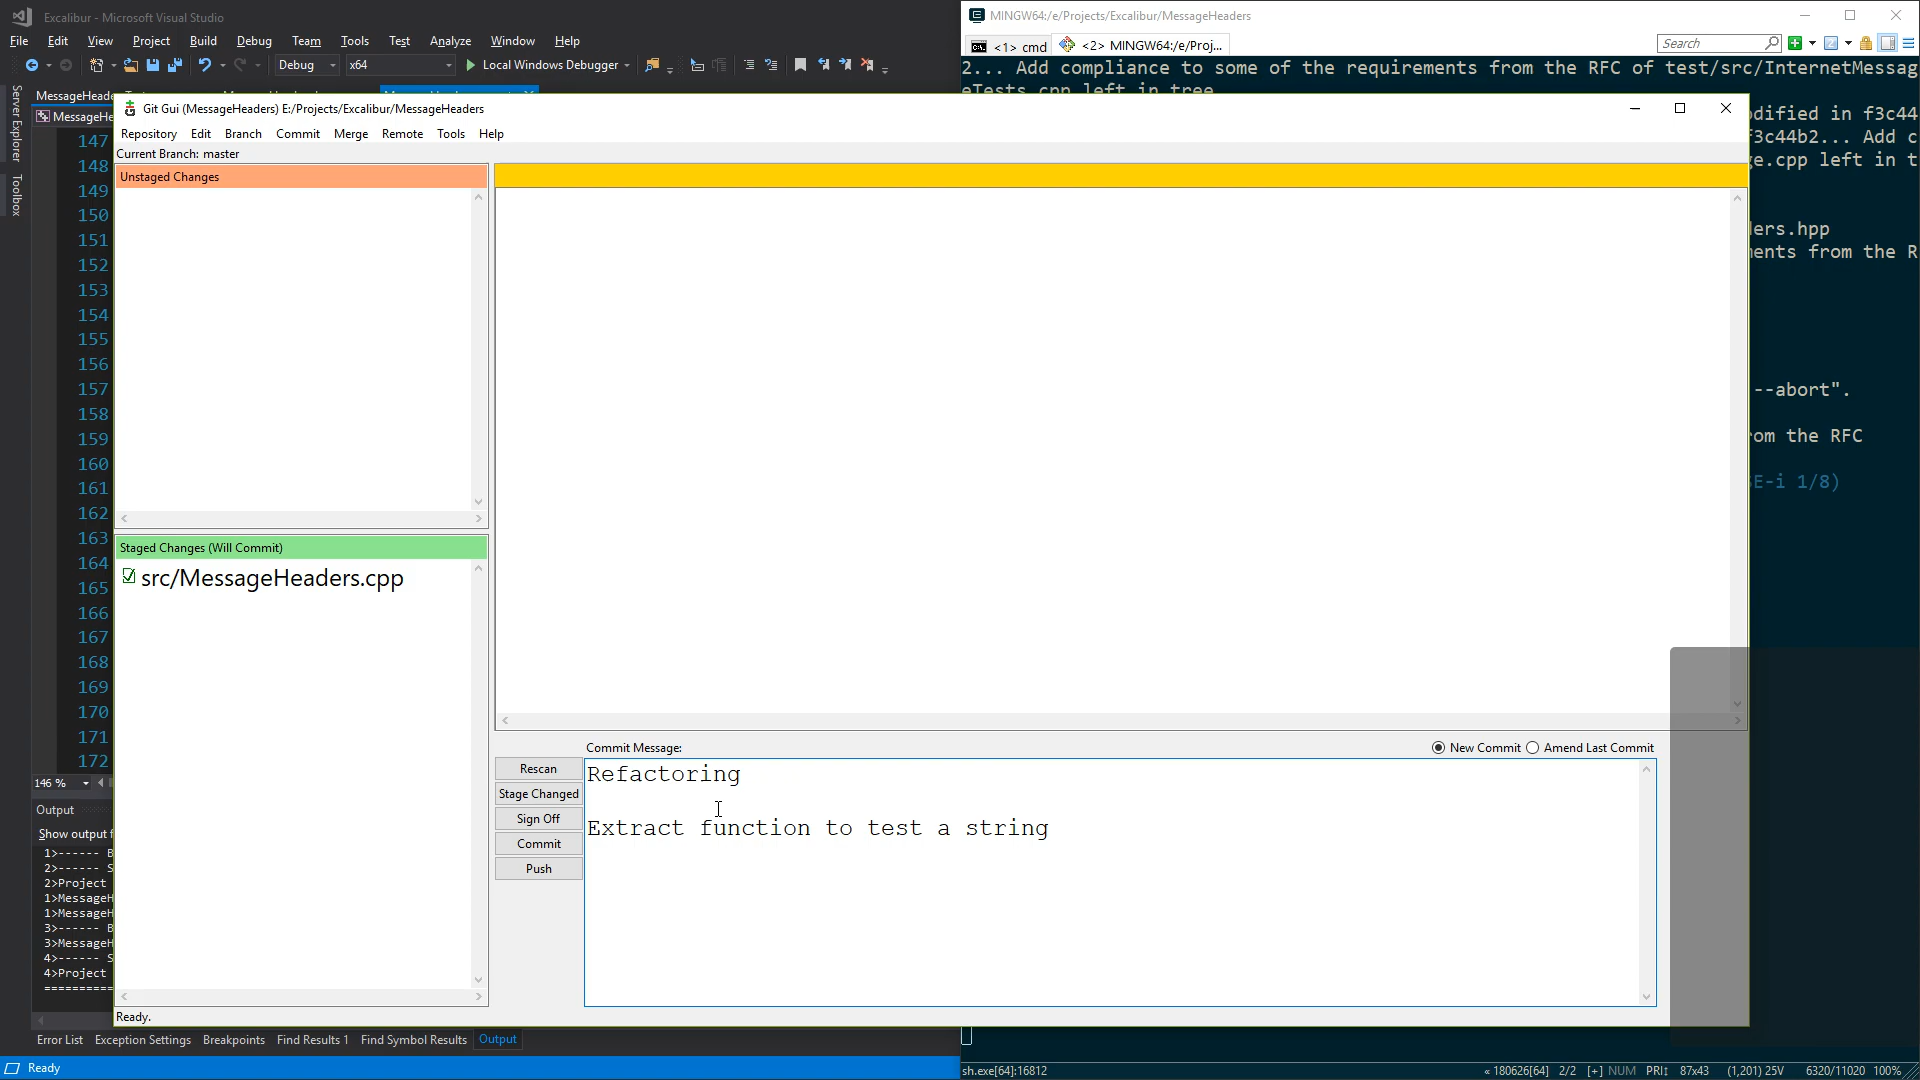 Excalibur - Microsoft Visual Studio
File Edit View Project Build Debug Team Tools Test Analyze Window Help
Debug x64 Local Windows Debugger
Server Explorer
Toolbox
MessageHeade
MessageHe
147
148
149
150
151
152
153
154
155
156
157
158
159
160
161
162
163
164
165
166
167
168
169
170
171
172
146 %
Output
Show output f
1>------ B
2>------ S
2>Project
1>MessageH
1>MessageH
3>------ B
3>MessageH
4>------ S
4>Project
==========
Error List Exception Settings Breakpoints Find Results 1 Find Symbol Results Output
Ready
Git Gui (MessageHeaders) E:/Projects/Excalibur/MessageHeaders
Repository Edit Branch Commit Merge Remote Tools Help
Current Branch: master
Unstaged Changes
Staged Changes (Will Commit)
src/MessageHeaders.cpp
Commit Message:
New Commit Amend Last Commit
Rescan
Stage Changed
Sign Off
Commit
Push
Refactoring
Extract function to test a string
Ready.
MINGW64:/e/Projects/Excalibur/MessageHeaders
<1> cmd <2> MINGW64:/e/Proj...
Search
2... Add compliance to some of the requirements from the RFC of test/src/InternetMessag
eTests.cpp left in tree.
odified in f3c44
f3c44b2... Add c
ge.cpp left in t
ders.hpp
ments from the R
--abort".
rom the RFC
SE-i 1/8)
sh.exe[64]:16812
« 180626[64] 2/2 [+] NUM PRI↕ 87x43 (1,201) 25V 6320/11020 100%